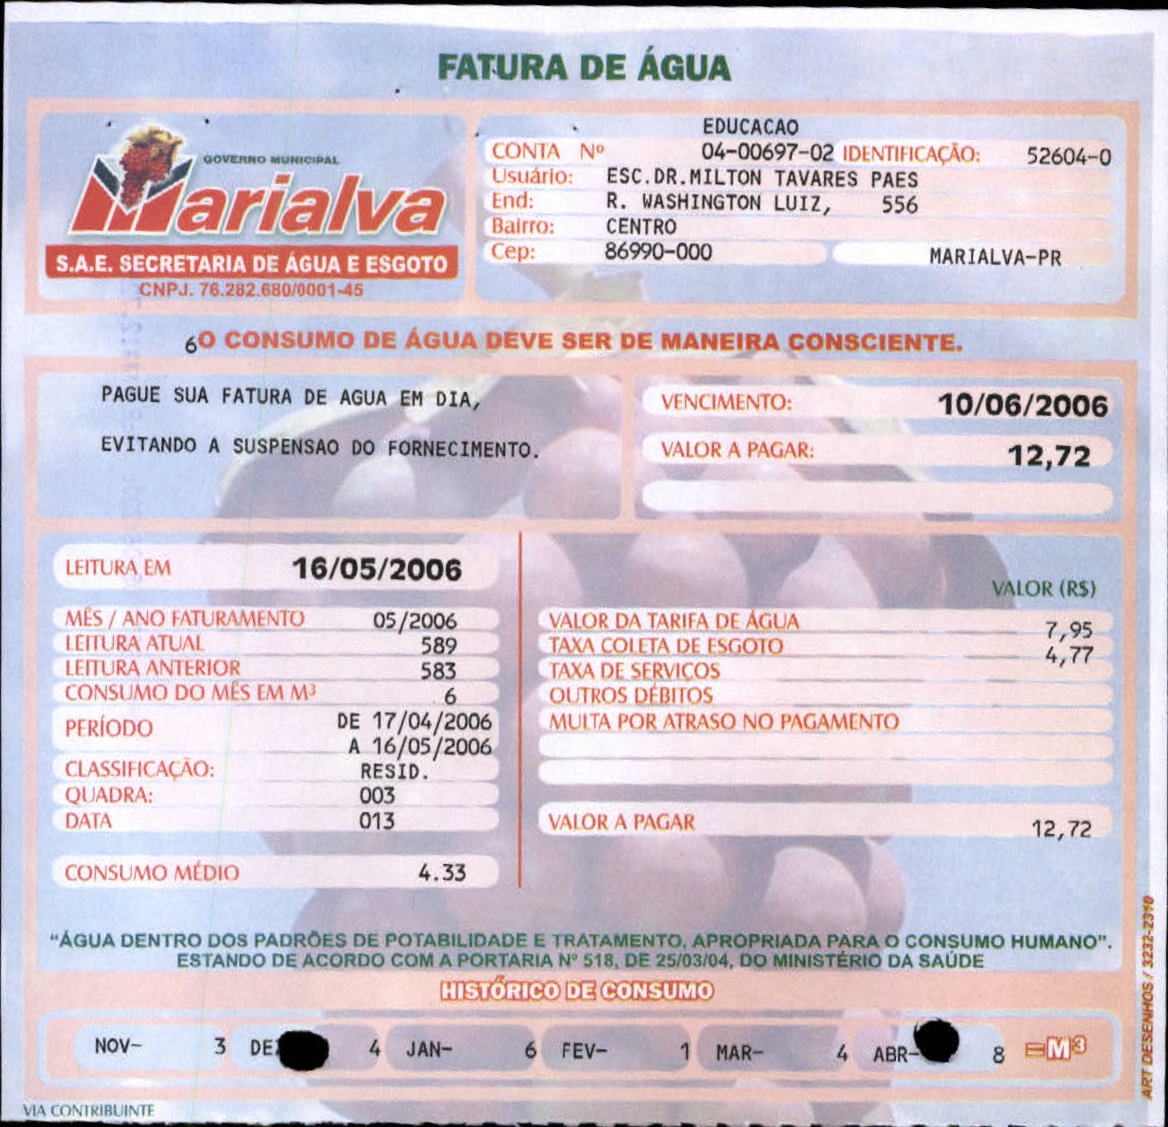 FATURA DE ÁGUA
GOVERNO MUNICIPAL
Marialva
S.A.E. SECRETARIA DE ÁGUA E ESGOTO
CNPJ. 76.282.680/0001-45
EDUCACAO
CONTA Nº 04-00697-02 IDENTIFICAÇÃO: 52604-0
Usuário: ESC.DR.MILTON TAVARES PAES
End: R. WASHINGTON LUIZ, 556
Bairro: CENTRO
Cep: 86990-000 MARIALVA-PR
6O CONSUMO DE ÁGUA DEVE SER DE MANEIRA CONSCIENTE.
PAGUE SUA FATURA DE AGUA EM DIA,
EVITANDO A SUSPENSAO DO FORNECIMENTO.
VENCIMENTO: 10/06/2006
VALOR A PAGAR: 12,72
LEITURA EM 16/05/2006
MÊS / ANO FATURAMENTO 05/2006
LEITURA ATUAL 589
LEITURA ANTERIOR 583
CONSUMO DO MÊS EM M³ 6
PERÍODO DE 17/04/2006
A 16/05/2006
CLASSIFICAÇÃO: RESID.
QUADRA: 003
DATA 013
CONSUMO MÉDIO 4.33
VALOR (R$)
VALOR DA TARIFA DE ÁGUA 7,95
TAXA COLETA DE ESGOTO 4,77
TAXA DE SERVIÇOS
OUTROS DÉBITOS
MULTA POR ATRASO NO PAGAMENTO
VALOR A PAGAR 12,72
"ÁGUA DENTRO DOS PADRÕES DE POTABILIDADE E TRATAMENTO, APROPRIADA PARA O CONSUMO HUMANO".
ESTANDO DE ACORDO COM A PORTARIA Nº 518, DE 25/03/04, DO MINISTÉRIO DA SAÚDE
HISTÓRICO DE CONSUMO
NOV- 3 DEZ 4 JAN- 6 FEV- 1 MAR- 4 ABR- 8 =M³
VIA CONTRIBUINTE
ART DESENHOS / 3232-2310